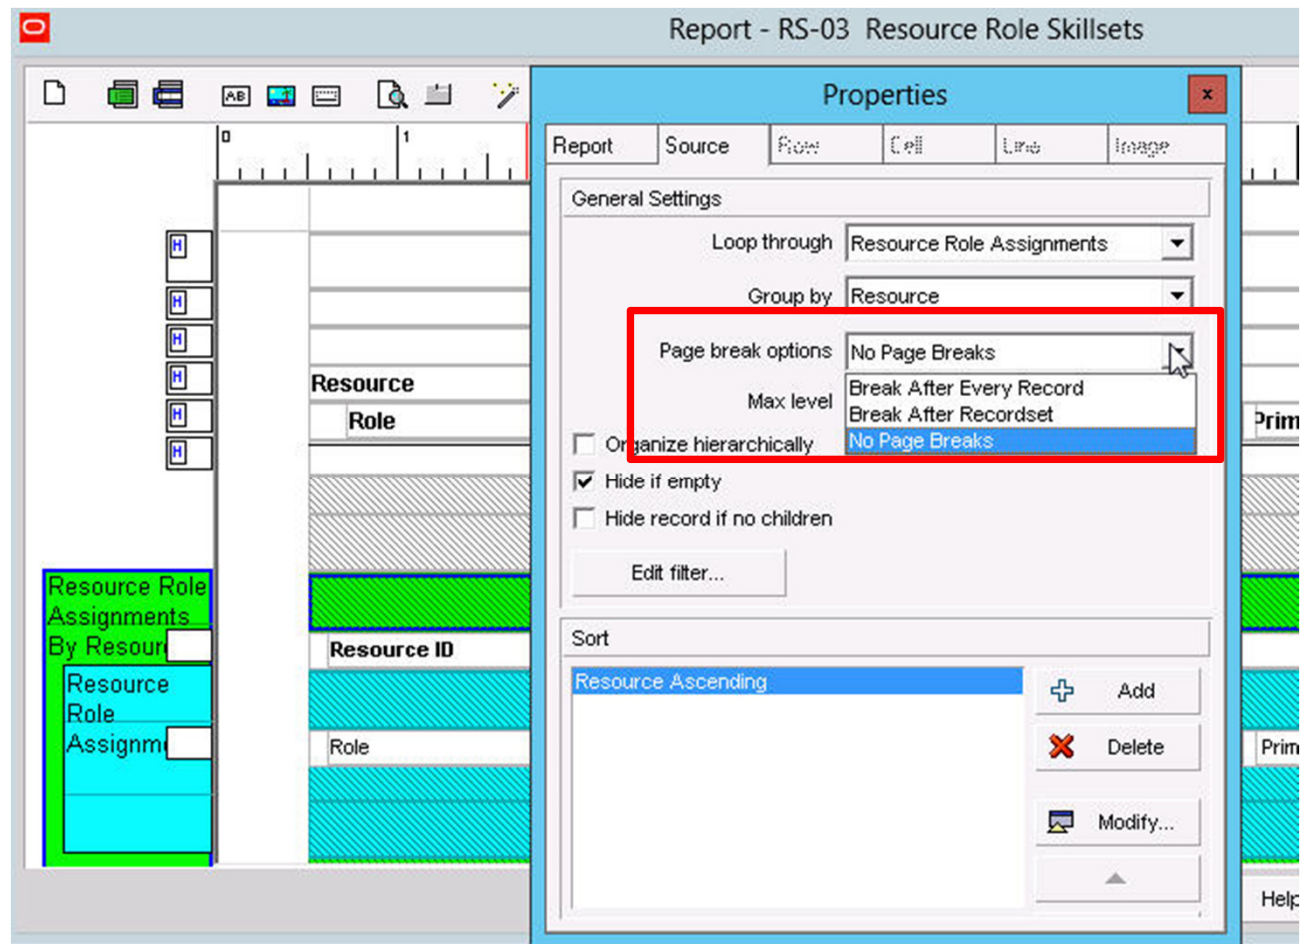 Report - RS-03 Resource Role Skillsets
AB
Properties
x
0
1
Report
Source
Row
Cell
Line
Image
General Settings
Loop through
Resource Role Assignments
Group by
Resource
Page break options
No Page Breaks
Break After Every Record
Max level
Break After Recordset
No Page Breaks
Organize hierarchically
Hide if empty
Hide record if no children
Edit filter...
Sort
Resource Ascending
Add
Delete
Modify...
H
H
H
H
H
H
Resource
Role
Prim
Resource Role
Assignments
By Resour
Resource ID
Resource
Role
Assignm
Role
Prim
Help